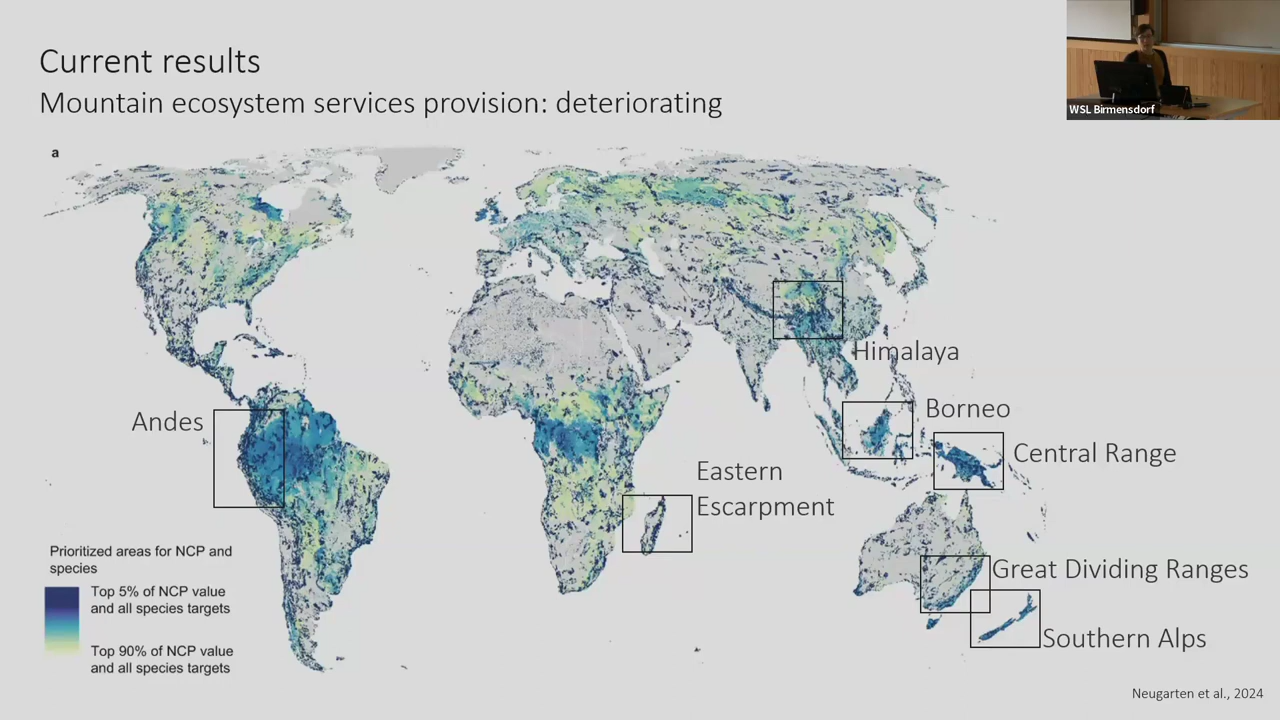 Current results
Mountain ecosystem services provision: deteriorating
WSL Birmensdorf
a
Himalaya
Andes
Borneo
Central Range
Eastern
Escarpment
Great Dividing Ranges
Southern Alps
Prioritized areas for NCP and
species
Top 5% of NCP value
and all species targets
Top 90% of NCP value
and all species targets
Neugarten et al., 2024